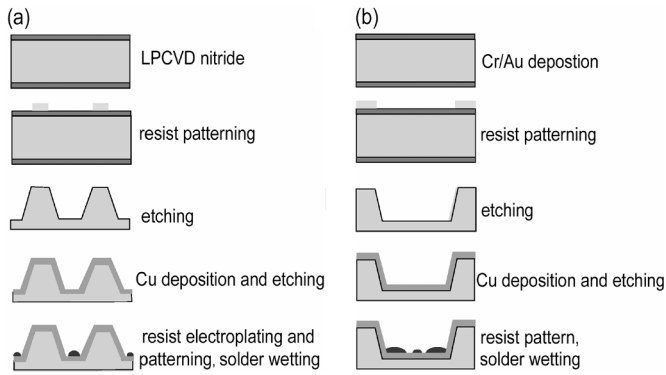 (a)
LPCVD nitride
resist patterning
etching
Cu deposition and etching
resist electroplating and
patterning, solder wetting
(b)
Cr/Au depostion
resist patterning
etching
Cu deposition and etching
resist pattern,
solder wetting